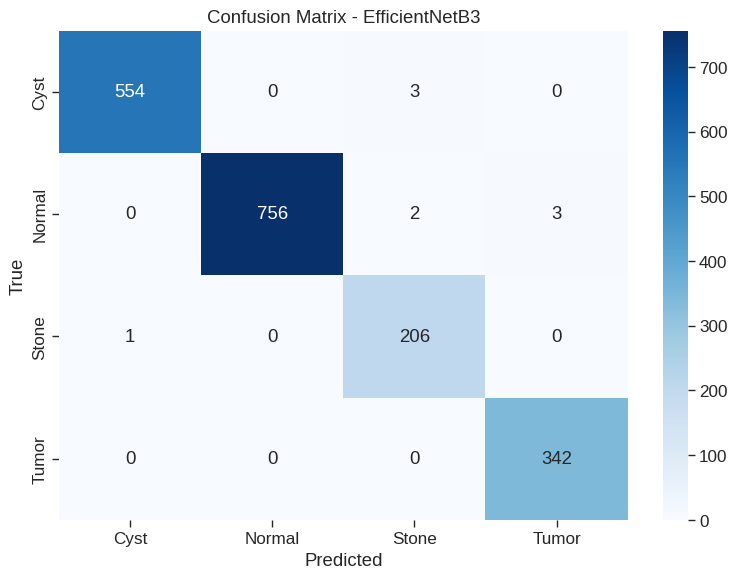 Confusion Matrix - EfficientNetB3
Cyst
554 0 3 0
Normal
0 756 2 3
Stone
1 0 206 0
Tumor
0 0 0 342
True
Cyst Normal Stone Tumor
Predicted
700
600
500
400
300
200
100
0